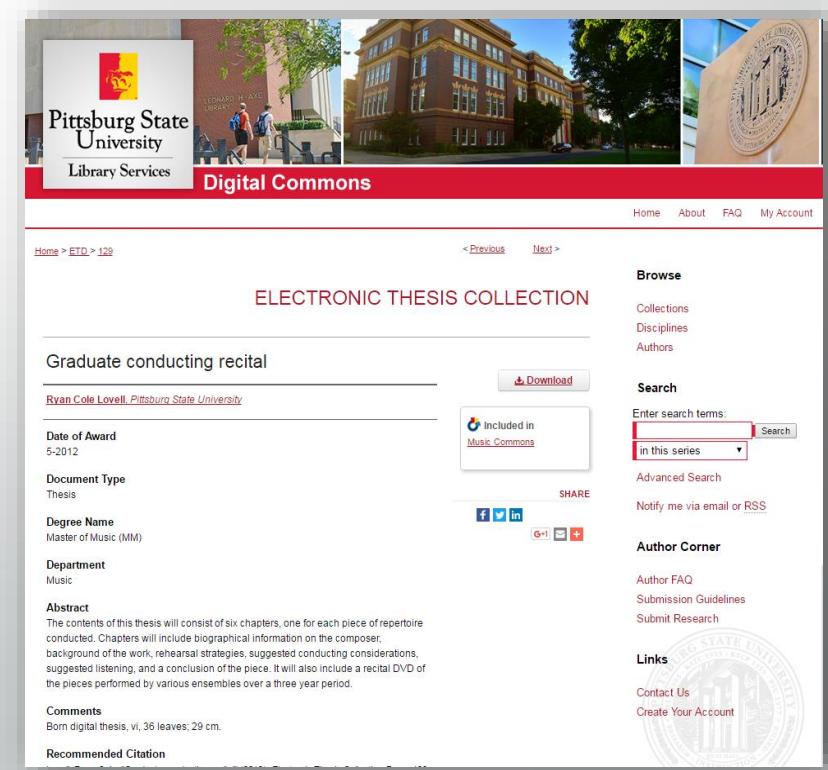 LEONARD H. AXE
LIBRARY
Pittsburg State
University
Library Services
Digital Commons
Home About FAQ My Account
Home > ETD > 129
< Previous Next >
ELECTRONIC THESIS COLLECTION
Graduate conducting recital
Ryan Cole Lovell, Pittsburg State University
Date of Award
5-2012
Document Type
Thesis
Degree Name
Master of Music (MM)
Department
Music
Abstract
The contents of this thesis will consist of six chapters, one for each piece of repertoire
conducted. Chapters will include biographical information on the composer,
background of the work, rehearsal strategies, suggested conducting considerations,
suggested listening, and a conclusion of the piece. It will also include a recital DVD of
the pieces performed by various ensembles over a three year period.
Comments
Born digital thesis, vi, 36 leaves; 29 cm.
Recommended Citation
Download
Included in
Music Commons
SHARE
G+1
Browse
Collections
Disciplines
Authors
Search
Enter search terms:
Search
in this series
Advanced Search
Notify me via email or RSS
Author Corner
Author FAQ
Submission Guidelines
Submit Research
Links
Contact Us
Create Your Account